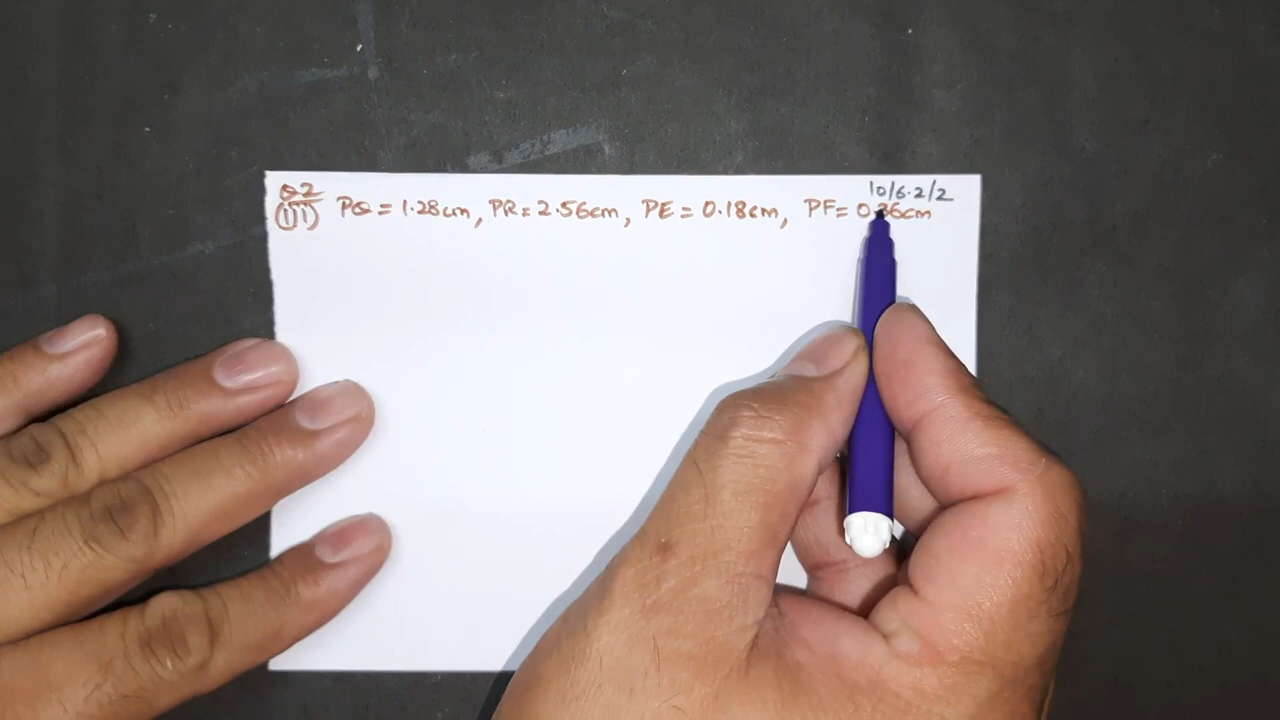 10/6.2/2
Q2
(iii) PQ = 1.28cm, PR = 2.56cm, PE = 0.18cm, PF = 0.36cm